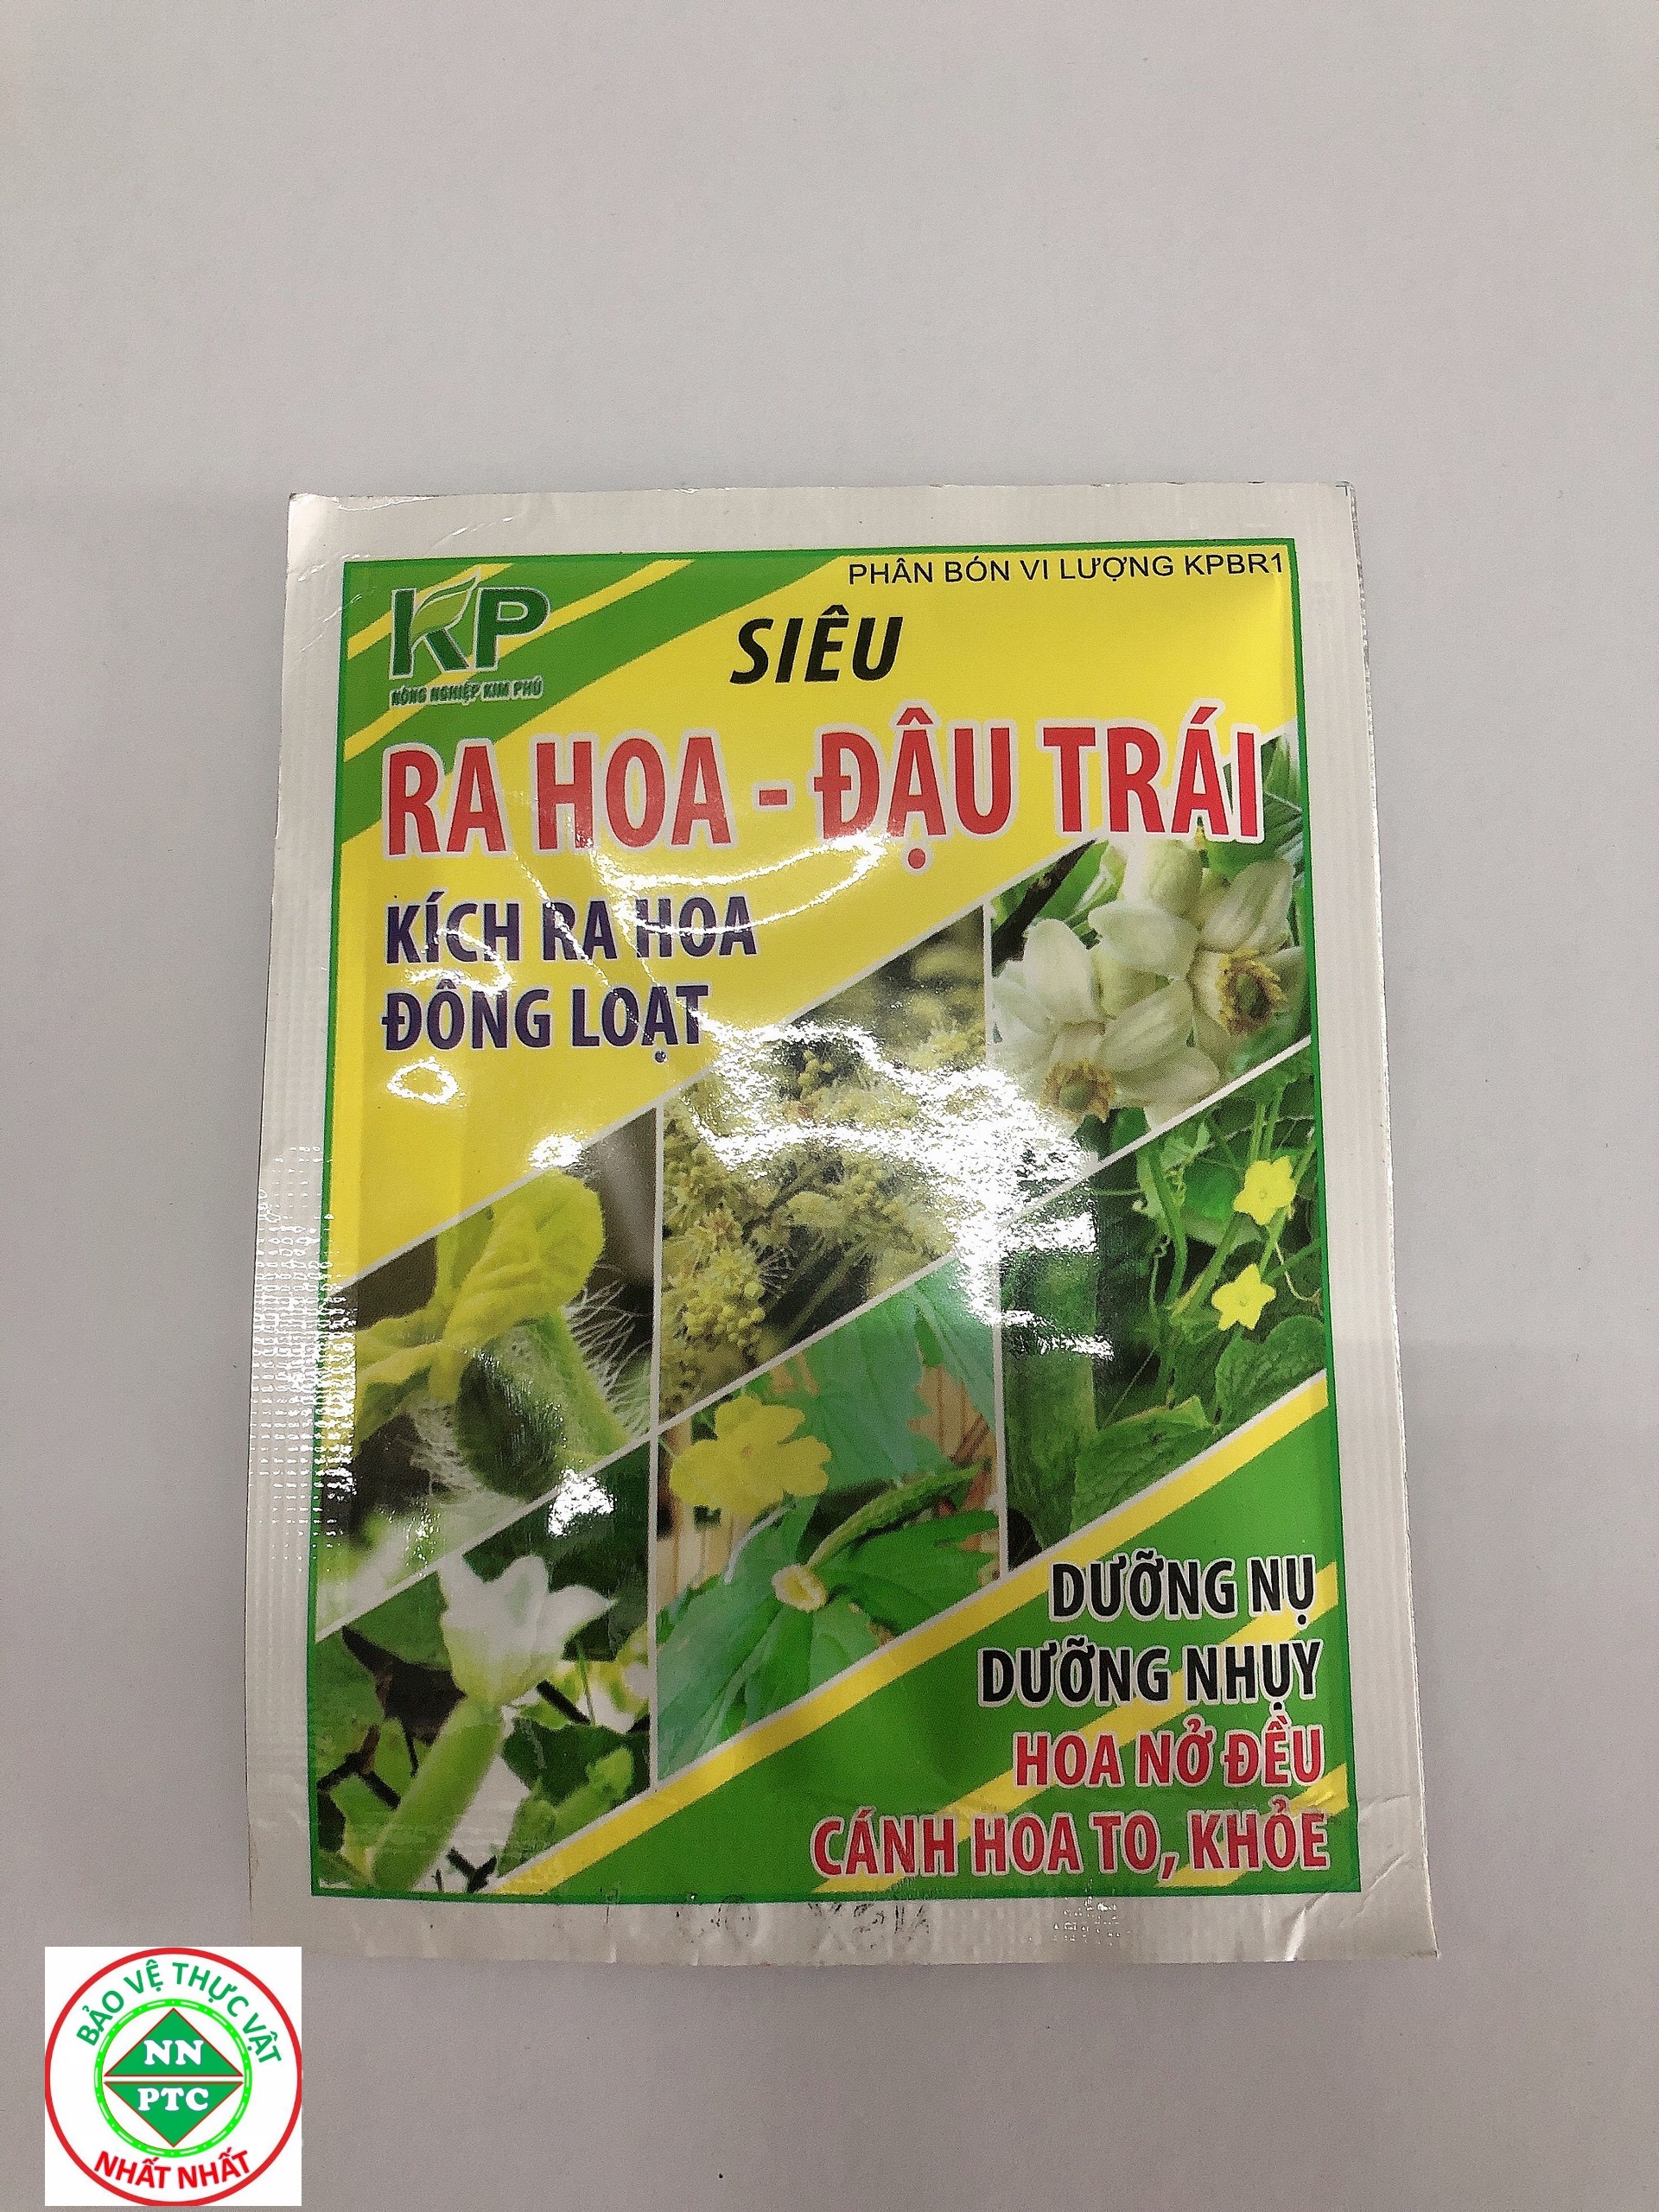 PHÂN BÓN VI LƯỢNG KPBR1
KP
NÔNG NGHIỆP KIM PHÚ
SIÊU
RA HOA - ĐẬU TRÁI
KÍCH RA HOA
ĐỒNG LOẠT
DƯỠNG NỤ
DƯỠNG NHỤY
HOA NỞ ĐỀU
CÁNH HOA TO, KHỎE
BẢO VỆ THỰC VẬT
NN
PTC
NHẤT NHẤT